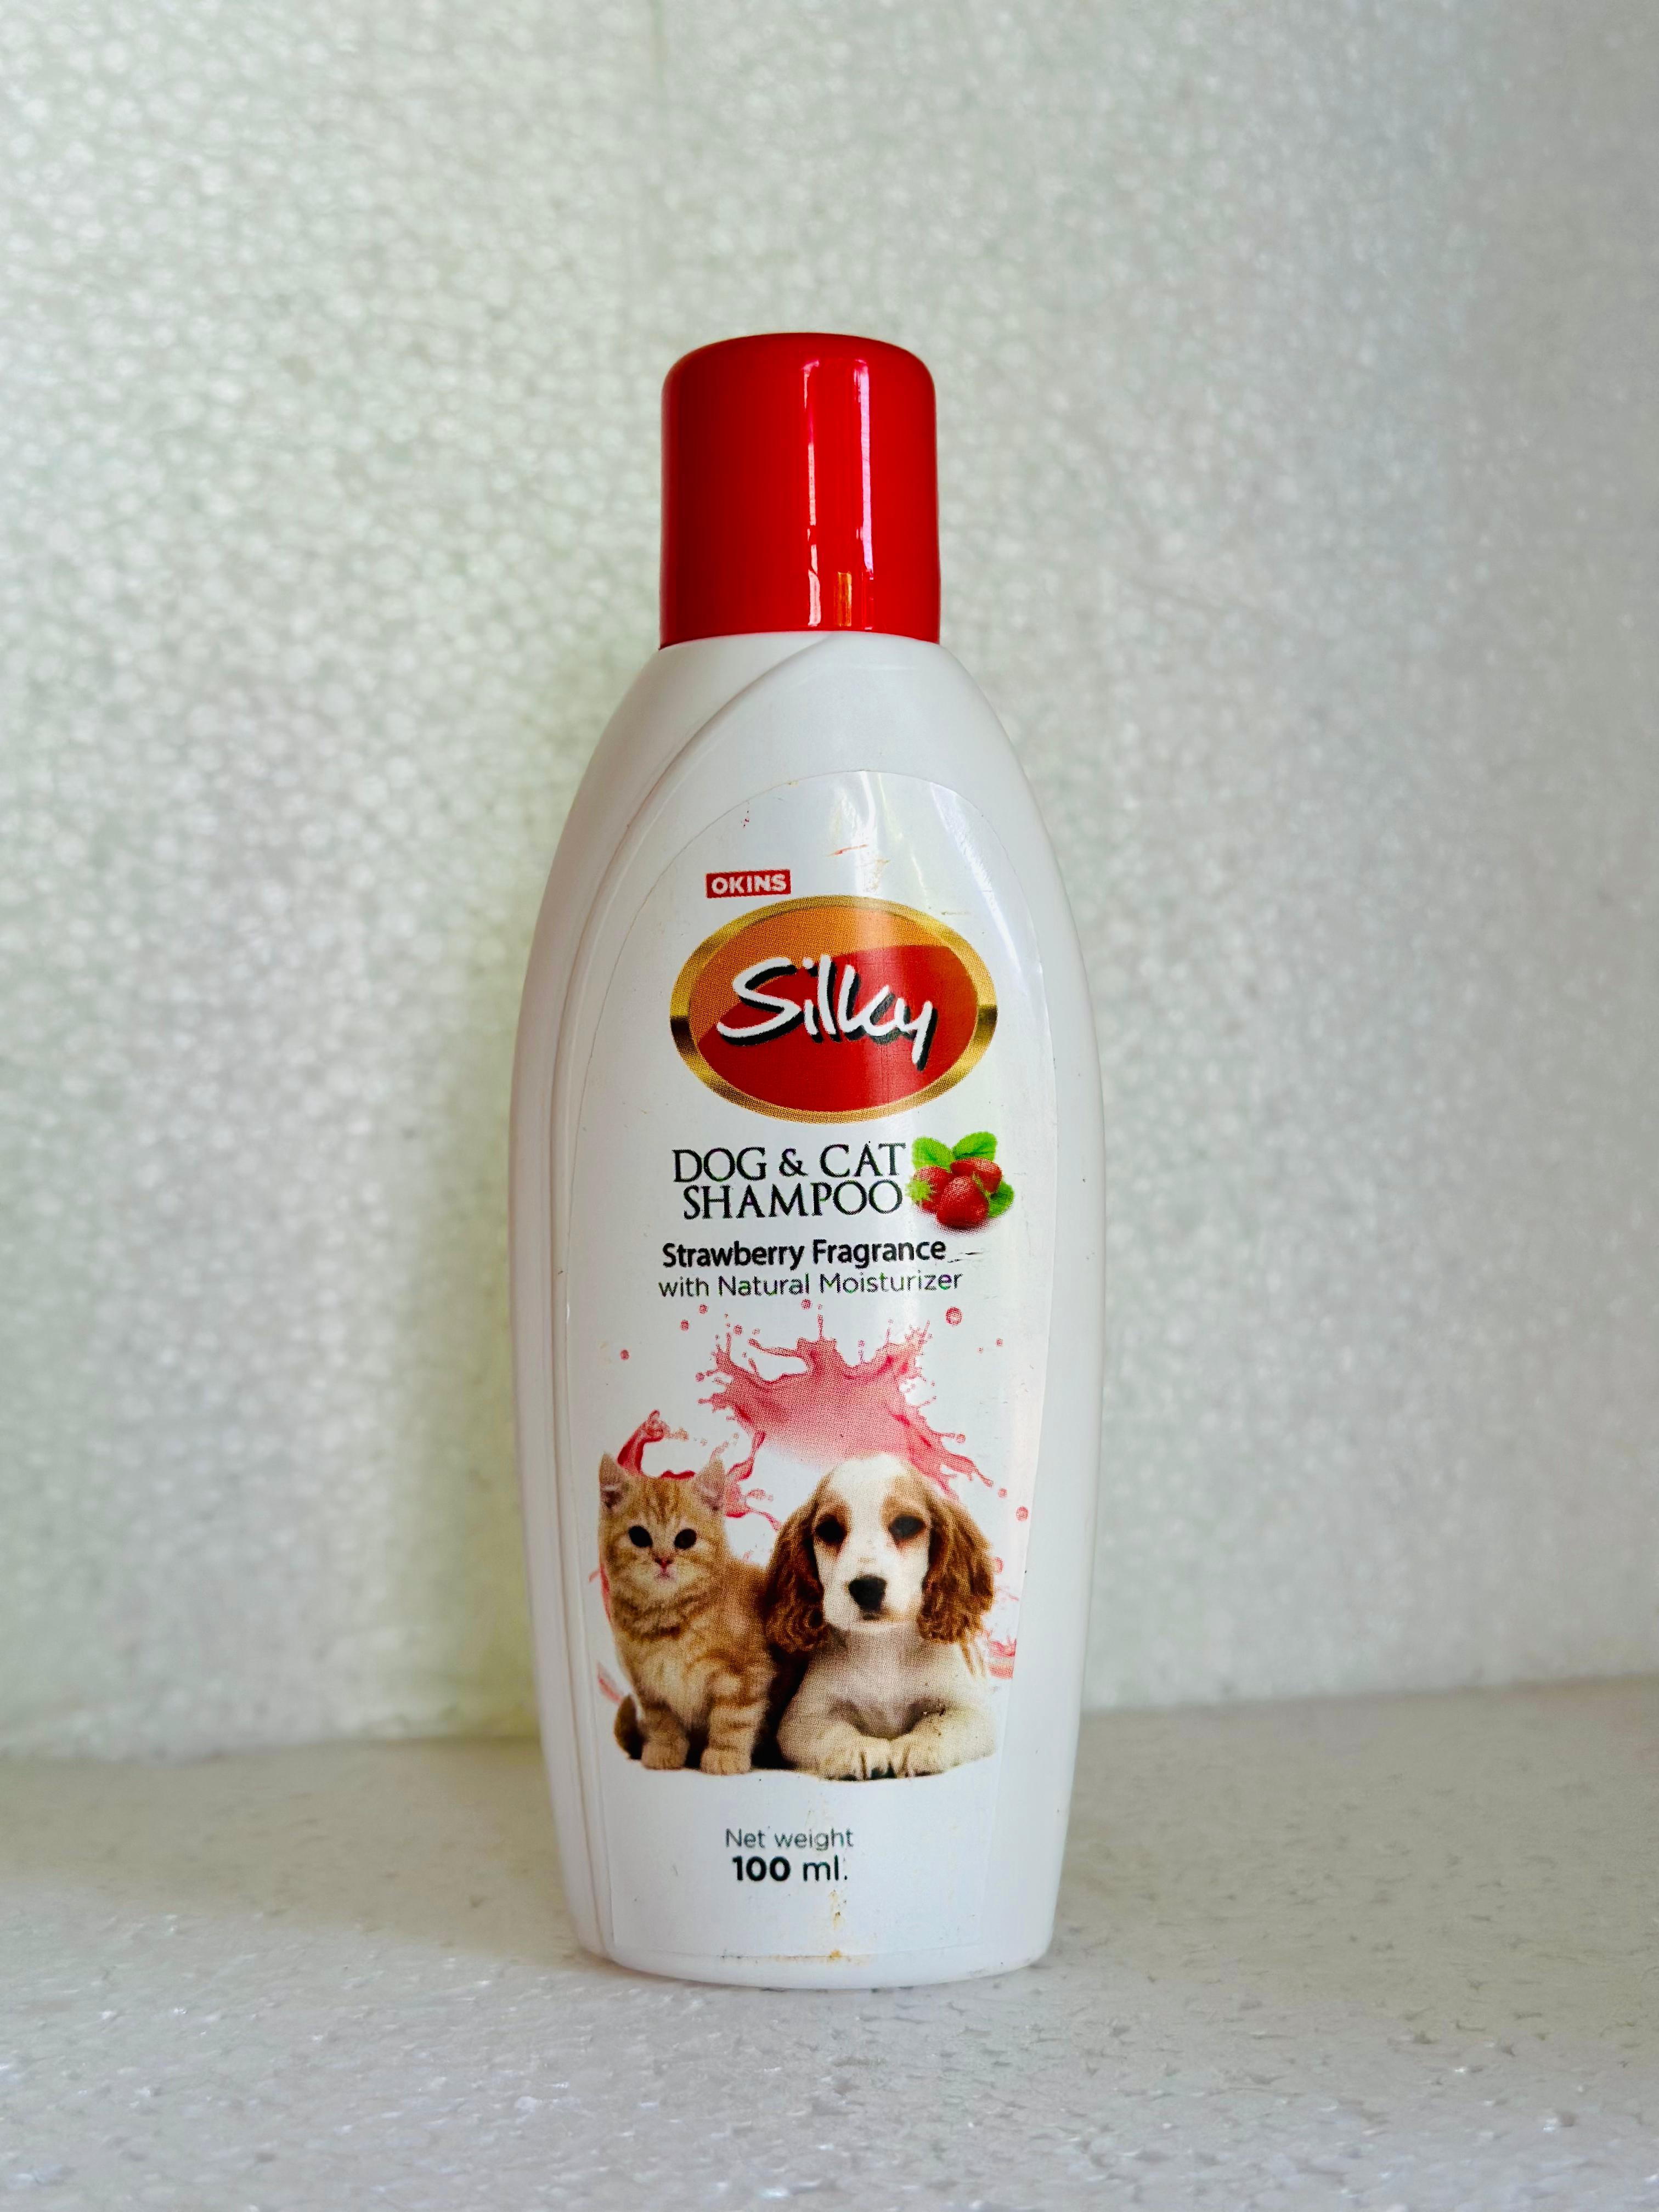 OKINS
Silky
DOG & CAT
SHAMPOO
Strawberry Fragrance
with Natural Moisturizer
Net weight
100 ml.